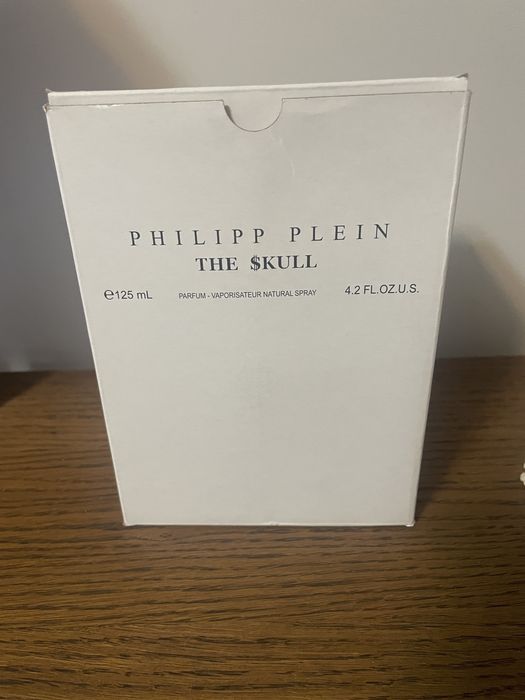 PHILIPP PLEIN
THE $KULL
℮125 mL PARFUM - VAPORISATEUR NATURAL SPRAY 4.2 FL.OZ.U.S.